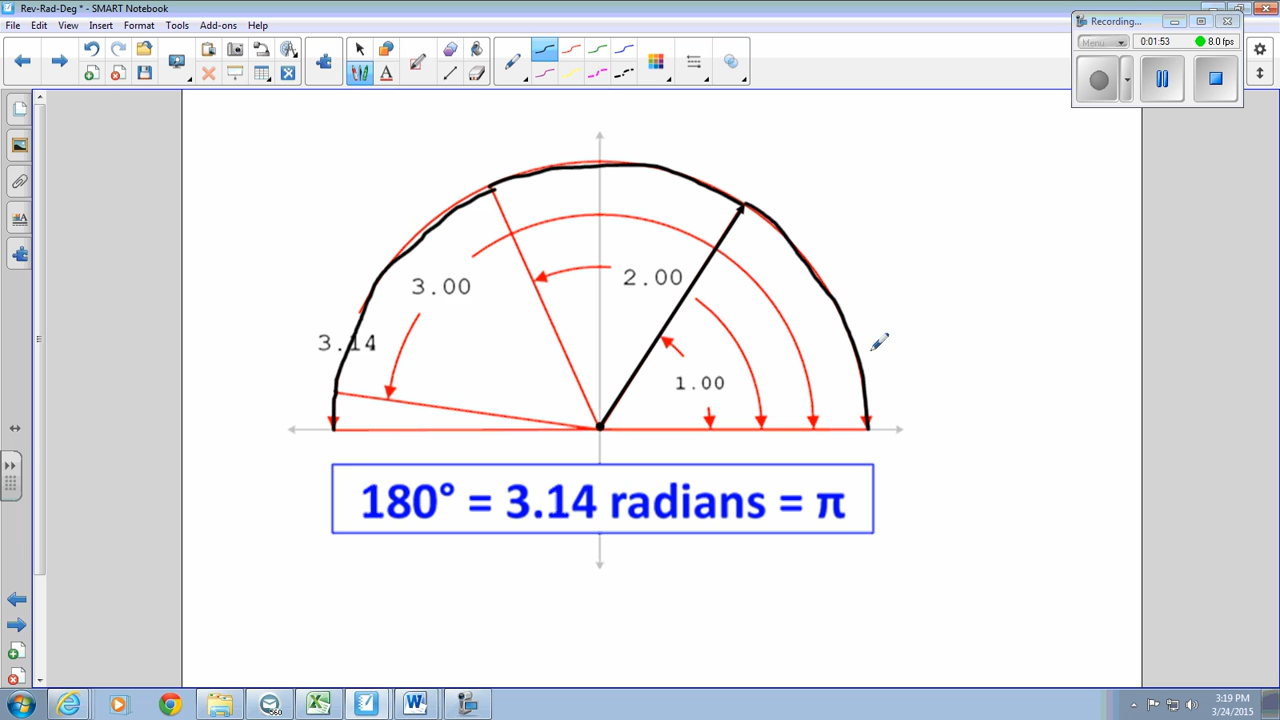 Rev-Rad-Deg * - SMART Notebook
File Edit View Insert Format Tools Add-ons Help
Recording...
Menu 0:01:53 8.0 fps
3.00
2.00
3.14
1.00
180° = 3.14 radians = π
360
3:19 PM
3/24/2015